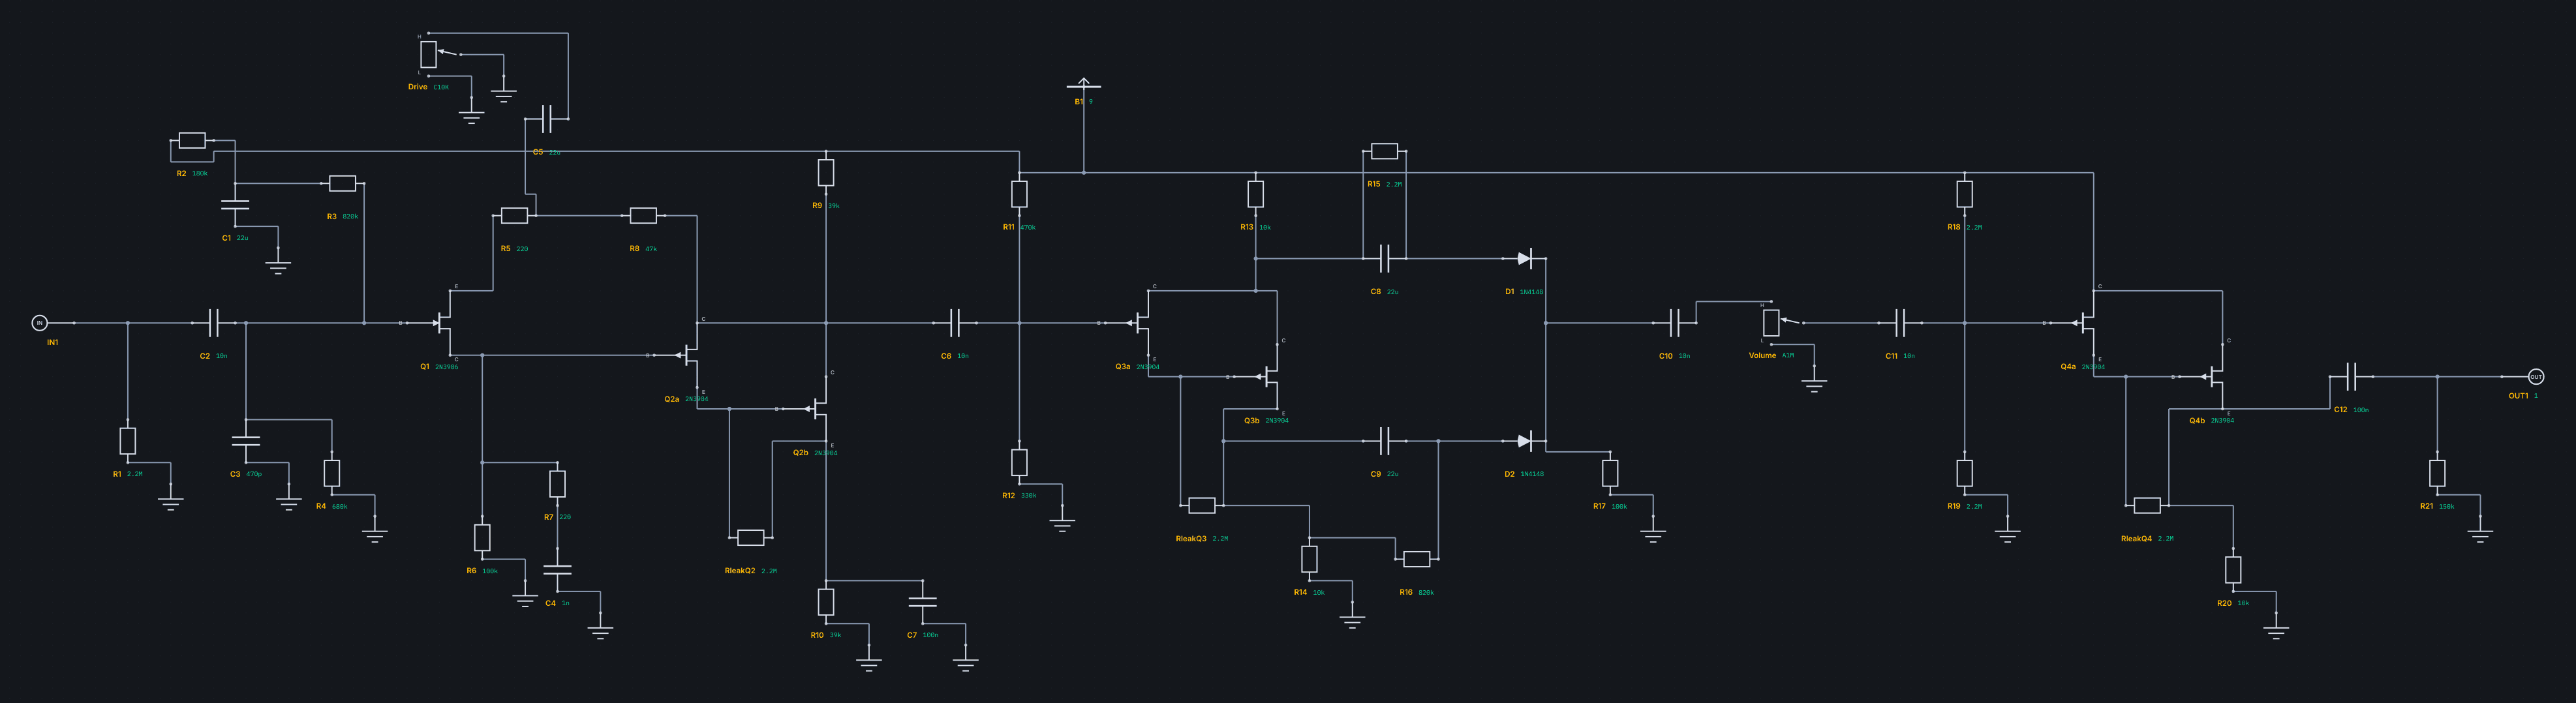 H
L
Drive C10K
B1 9
C5 22u
R2 180k
R15 2.2M
R9 39k
R3 820k
R11 470k
R13 10k
R18 2.2M
C1 22u
R5 220
R8 47k
E
C
C
C8 22u
D1 1N4148
H
IN
B
C
B
B
IN1
C2 10n
C6 10n
L
C10 10n
Volume A1M
C11 10n
C
B
E
E
C
Q1 2N3906
Q3a 2N3904
Q4a 2N3904
C
C
B
B
B
OUT
E
Q2a 2N3904
OUT1 1
B
E
E
C12 100n
Q3b 2N3904
Q4b 2N3904
E
Q2b 2N3904
R1 2.2M
C3 470p
C9 22u
D2 1N4148
R12 330k
R4 680k
R17 100k
R19 2.2M
R21 150k
R7 220
RleakQ3 2.2M
RleakQ4 2.2M
R6 100k
RleakQ2 2.2M
R14 10k
R16 820k
C4 1n
R20 10k
R10 39k
C7 100n